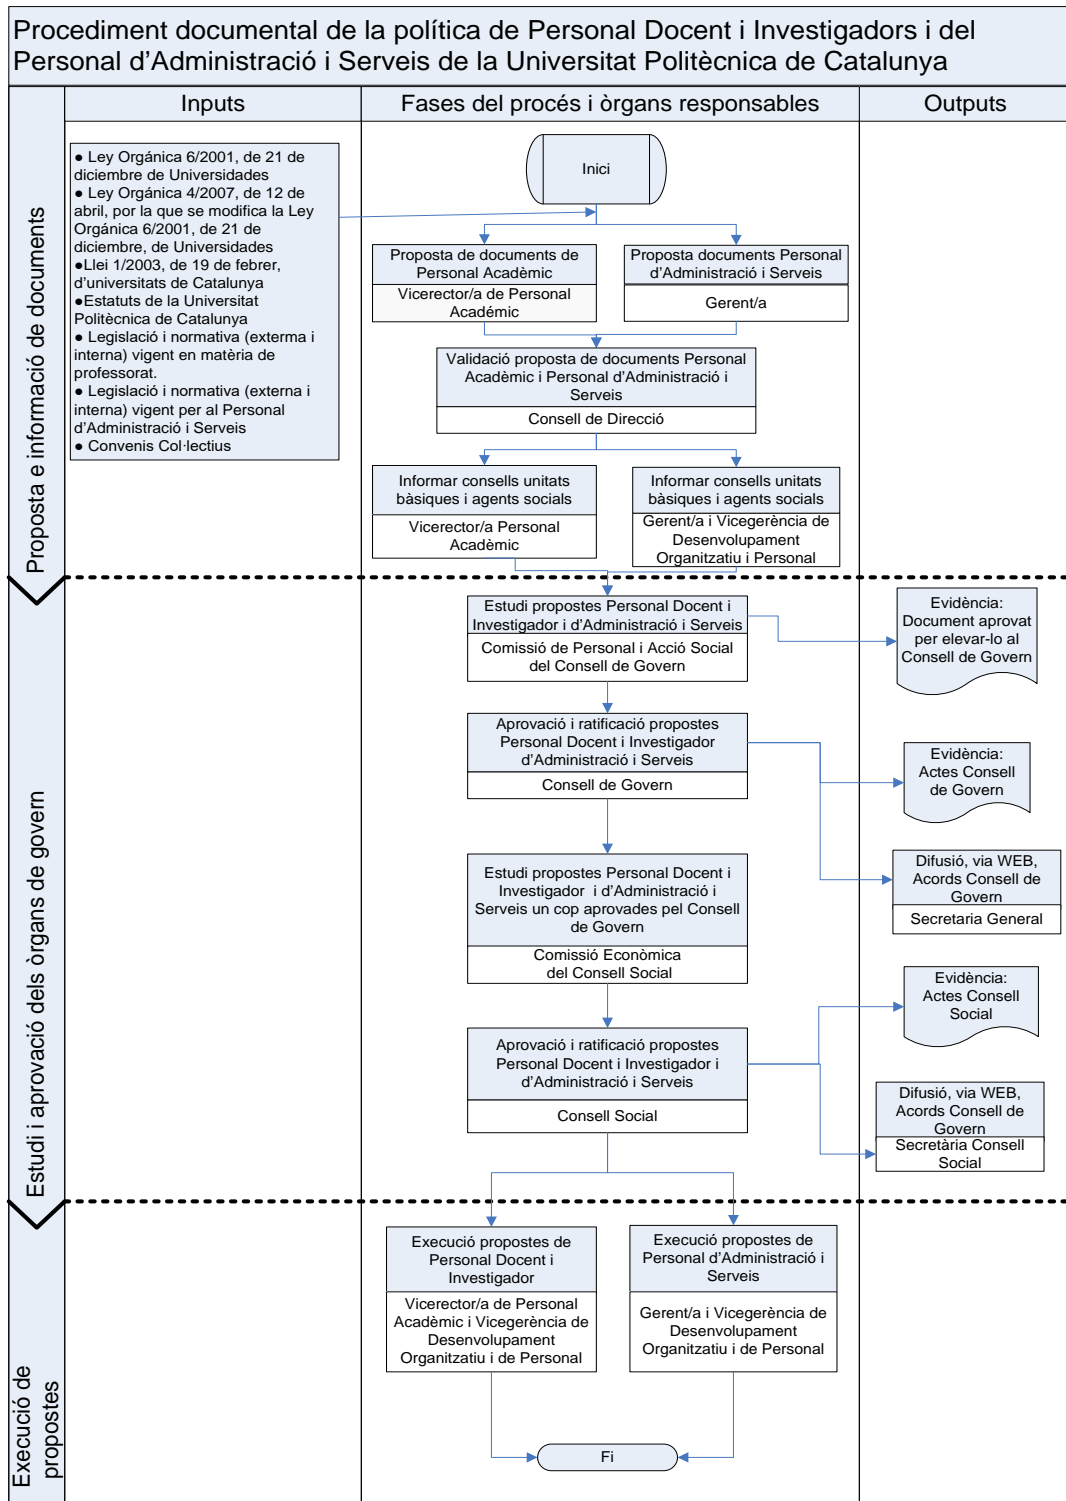 Procediment documental de la política de Personal Docent i Investigadors i del
Personal d'Administració i Serveis de la Universitat Politècnica de Catalunya
Inputs
Fases del procés i òrgans responsables
Outputs
Proposta e informació de documents
● Ley Orgánica 6/2001, de 21 de
diciembre de Universidades
● Ley Orgánica 4/2007, de 12 de
abril, por la que se modifica la Ley
Orgánica 6/2001, de 21 de
diciembre, de Universidades
●Llei 1/2003, de 19 de febrer,
d'universitats de Catalunya
●Estatuts de la Universitat
Politècnica de Catalunya
● Legislació i normativa (exterma i
interna) vigent en matèria de
professorat.
● Legislació i normativa (externa i
interna) vigent per al Personal
d'Administració i Serveis
● Convenis Col·lectius
Inici
Proposta de documents de
Personal Acadèmic
Vicerector/a de Personal
Académic
Proposta documents Personal
d'Administració i Serveis
Gerent/a
Validació proposta de documents Personal
Acadèmic i Personal d'Administració i
Serveis
Consell de Direcció
Informar consells unitats
bàsiques i agents socials
Vicerector/a Personal
Acadèmic
Informar consells unitats
bàsiques i agents socials
Gerent/a i Vicegerència de
Desenvolupament
Organitzatiu i Personal
Estudi i aprovació dels òrgans de govern
Estudi propostes Personal Docent i
Investigador i d'Administració i Serveis
Comissió de Personal i Acció Social
del Consell de Govern
Evidència:
Document aprovat
per elevar-lo al
Consell de Govern
Aprovació i ratificació propostes
Personal Docent i Investigador
d'Administració i Serveis
Consell de Govern
Evidència:
Actes Consell
de Govern
Difusió, via WEB,
Acords Consell de
Govern
Secretaria General
Estudi propostes Personal Docent i
Investigador i d'Administració i
Serveis un cop aprovades pel Consell
de Govern
Comissió Econòmica
del Consell Social
Evidència:
Actes Consell
Social
Aprovació i ratificació propostes
Personal Docent i Investigador i
d'Administració i Serveis
Consell Social
Difusió, via WEB,
Acords Consell de
Govern
Secretària Consell
Social
Execució de
propostes
Execució propostes de
Personal Docent i
Investigador
Vicerector/a de Personal
Acadèmic i Vicegerència de
Desenvolupament
Organitzatiu i de Personal
Execució propostes de
Personal d'Administració i
Serveis
Gerent/a i Vicegerència de
Desenvolupament
Organitzatiu i de Personal
Fi